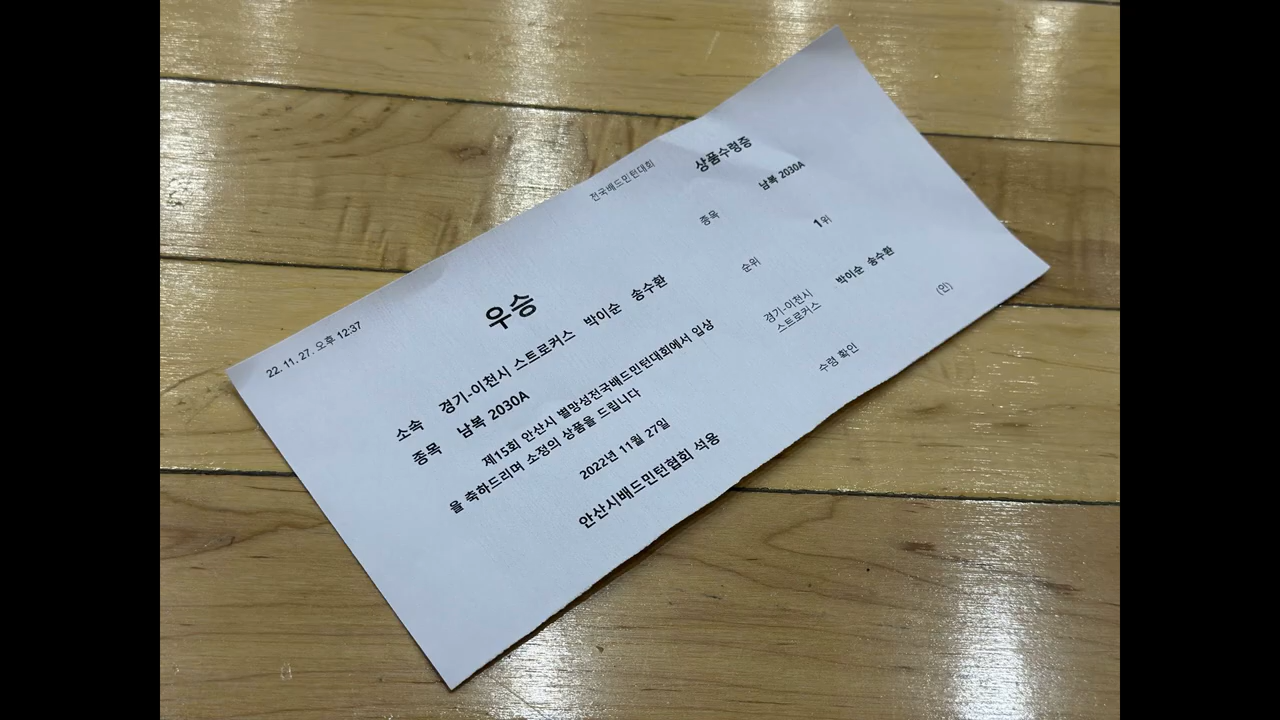 22. 11. 27. 오후 12:37
우승
소속 경기-이천시 스트로커스 박이순 송수환
종목 남복 2030A
제15회 안산시 별망성전국배드민턴대회에서 입상
을 축하드리며 소정의 상품을 드립니다
2022년 11월 27일
안산시배드민턴협회 석용
전국배드민턴대회
상품수령증
종목 남복 2030A
순위 1위
경기-이천시
스트로커스 박이순 송수환
수령 확인 (인)